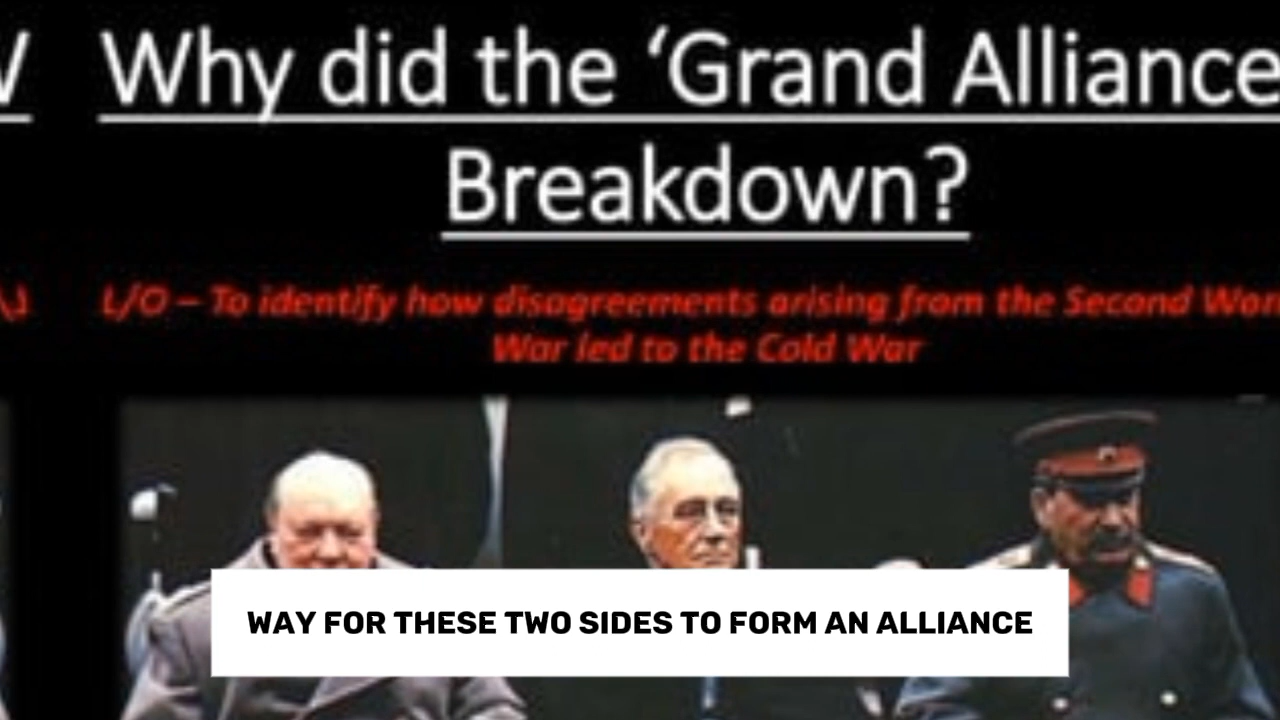 Why did the ‘Grand Alliance
Breakdown?
L/O – To identify how disagreements arising from the Second Wor
War led to the Cold War
WAY FOR THESE TWO SIDES TO FORM AN ALLIANCE